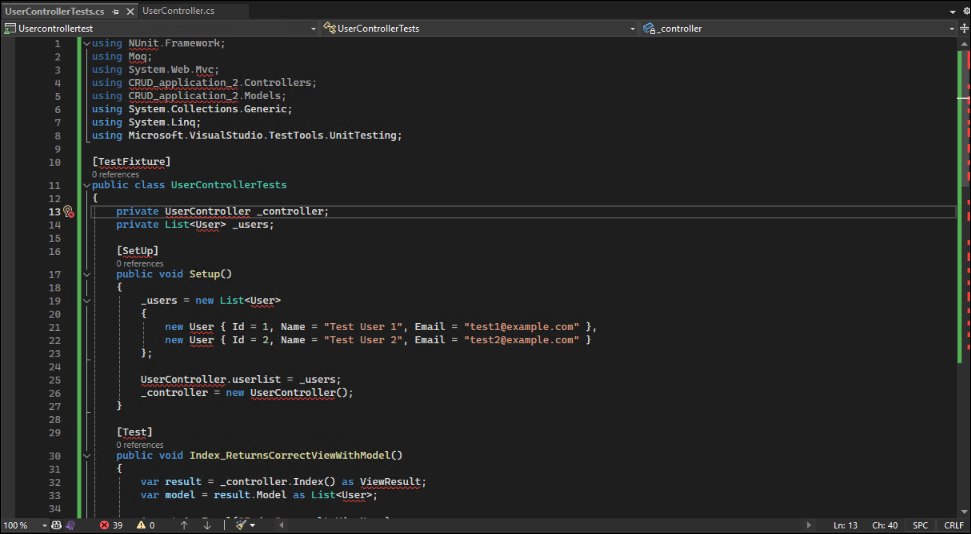 UserControllerTests.cs UserController.cs
Usercontrollertest UserControllerTests _controller
1 using NUnit.Framework;
2 using Moq;
3 using System.Web.Mvc;
4 using CRUD_application_2.Controllers;
5 using CRUD_application_2.Models;
6 using System.Collections.Generic;
7 using System.Linq;
8 using Microsoft.VisualStudio.TestTools.UnitTesting;
9
10 [TestFixture]
0 references
11 public class UserControllerTests
12 {
13 private UserController _controller;
14 private List<User> _users;
15
16 [SetUp]
0 references
17 public void Setup()
18 {
19 _users = new List<User>
20 {
21 new User { Id = 1, Name = "Test User 1", Email = "test1@example.com" },
22 new User { Id = 2, Name = "Test User 2", Email = "test2@example.com" }
23 };
24
25 UserController.userlist = _users;
26 _controller = new UserController();
27 }
28
29 [Test]
0 references
30 public void Index_ReturnsCorrectViewWithModel()
31 {
32 var result = _controller.Index() as ViewResult;
33 var model = result.Model as List<User>;
34
100 % 39 0 Ln: 13 Ch: 40 SPC CRLF